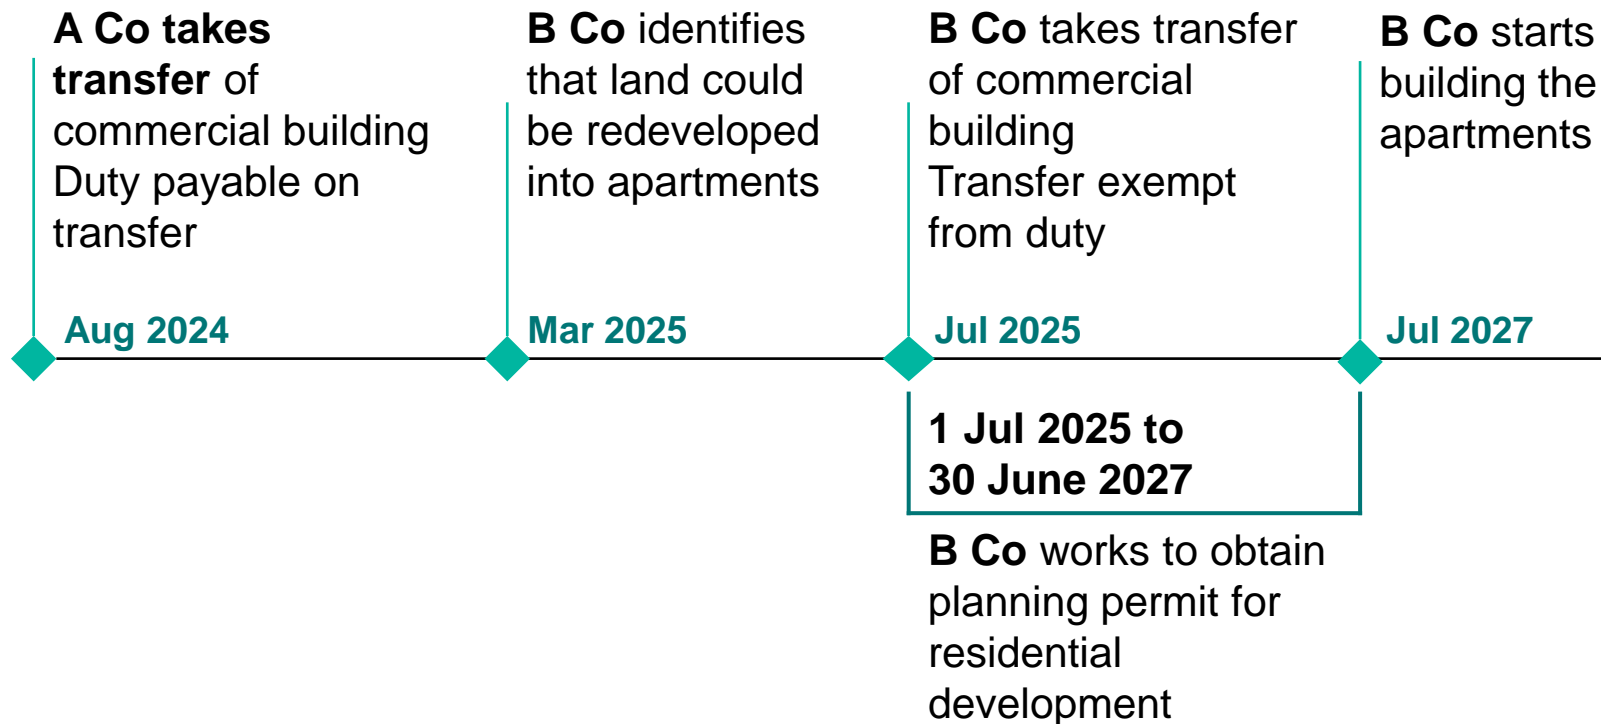 A Co takes
transfer of
commercial building
Duty payable on
transfer
Aug 2024
B Co identifies
that land could
be redeveloped
into apartments
Mar 2025
B Co takes transfer
of commercial
building
Transfer exempt
from duty
Jul 2025
B Co starts
building the
apartments
Jul 2027
1 Jul 2025 to
30 June 2027
B Co works to obtain
planning permit for
residential
development